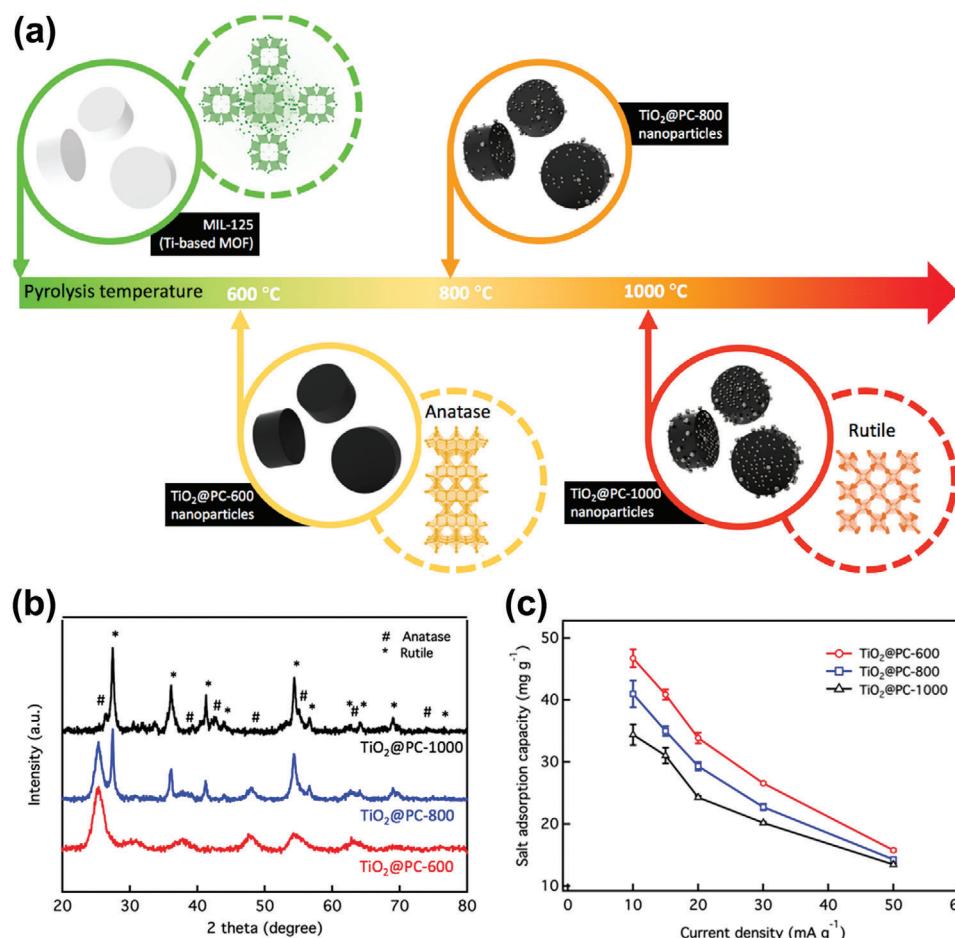 (a)
MIL-125
(Ti-based MOF)
TiO₂@PC-800
nanoparticles
Pyrolysis temperature 600 °C 800 °C 1000 °C
Anatase
Rutile
TiO₂@PC-600
nanoparticles
TiO₂@PC-1000
nanoparticles
(b)
# Anatase
* Rutile
* # * # * # # * * # * * # * * # * # *
TiO₂@PC-1000
TiO₂@PC-800
TiO₂@PC-600
Intensity (a.u.)
20 30 40 50 60 70 80
2 theta (degree)
(c)
TiO₂@PC-600
TiO₂@PC-800
TiO₂@PC-1000
Salt adsorption capacity (mg g⁻¹)
50
40
30
20
10
0 10 20 30 40 50
Current density (mA g⁻¹)